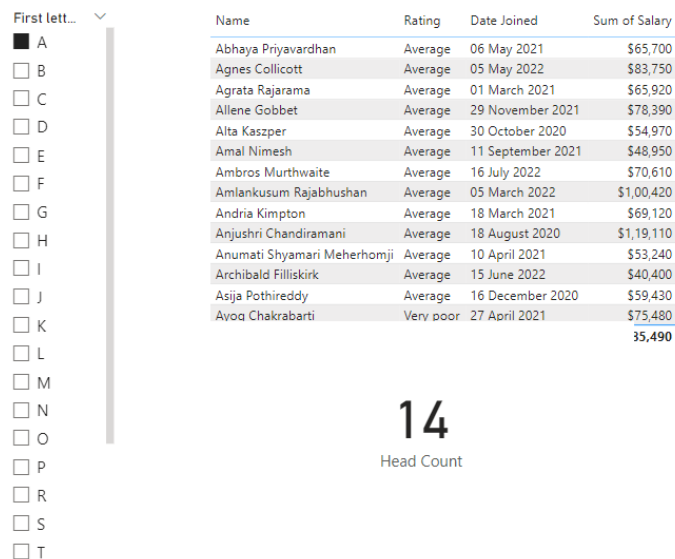 First lett...
A
B
C
D
E
F
G
H
I
J
K
L
M
N
O
P
R
S
T
Name Rating Date Joined Sum of Salary
Abhaya Priyavardhan Average 06 May 2021 $65,700
Agnes Collicott Average 05 May 2022 $83,750
Agrata Rajarama Average 01 March 2021 $65,920
Allene Gobbet Average 29 November 2021 $78,390
Alta Kaszper Average 30 October 2020 $54,970
Amal Nimesh Average 11 September 2021 $48,950
Ambros Murthwaite Average 16 July 2022 $70,610
Amlankusum Rajabhushan Average 05 March 2022 $1,00,420
Andria Kimpton Average 18 March 2021 $69,120
Anjushri Chandiramani Average 18 August 2020 $1,19,110
Anumati Shyamari Meherhomji Average 10 April 2021 $53,240
Archibald Filliskirk Average 15 June 2022 $40,400
Asija Pothireddy Average 16 December 2020 $59,430
Ayog Chakrabarti Very poor 27 April 2021 $75,480
35,490
14
Head Count